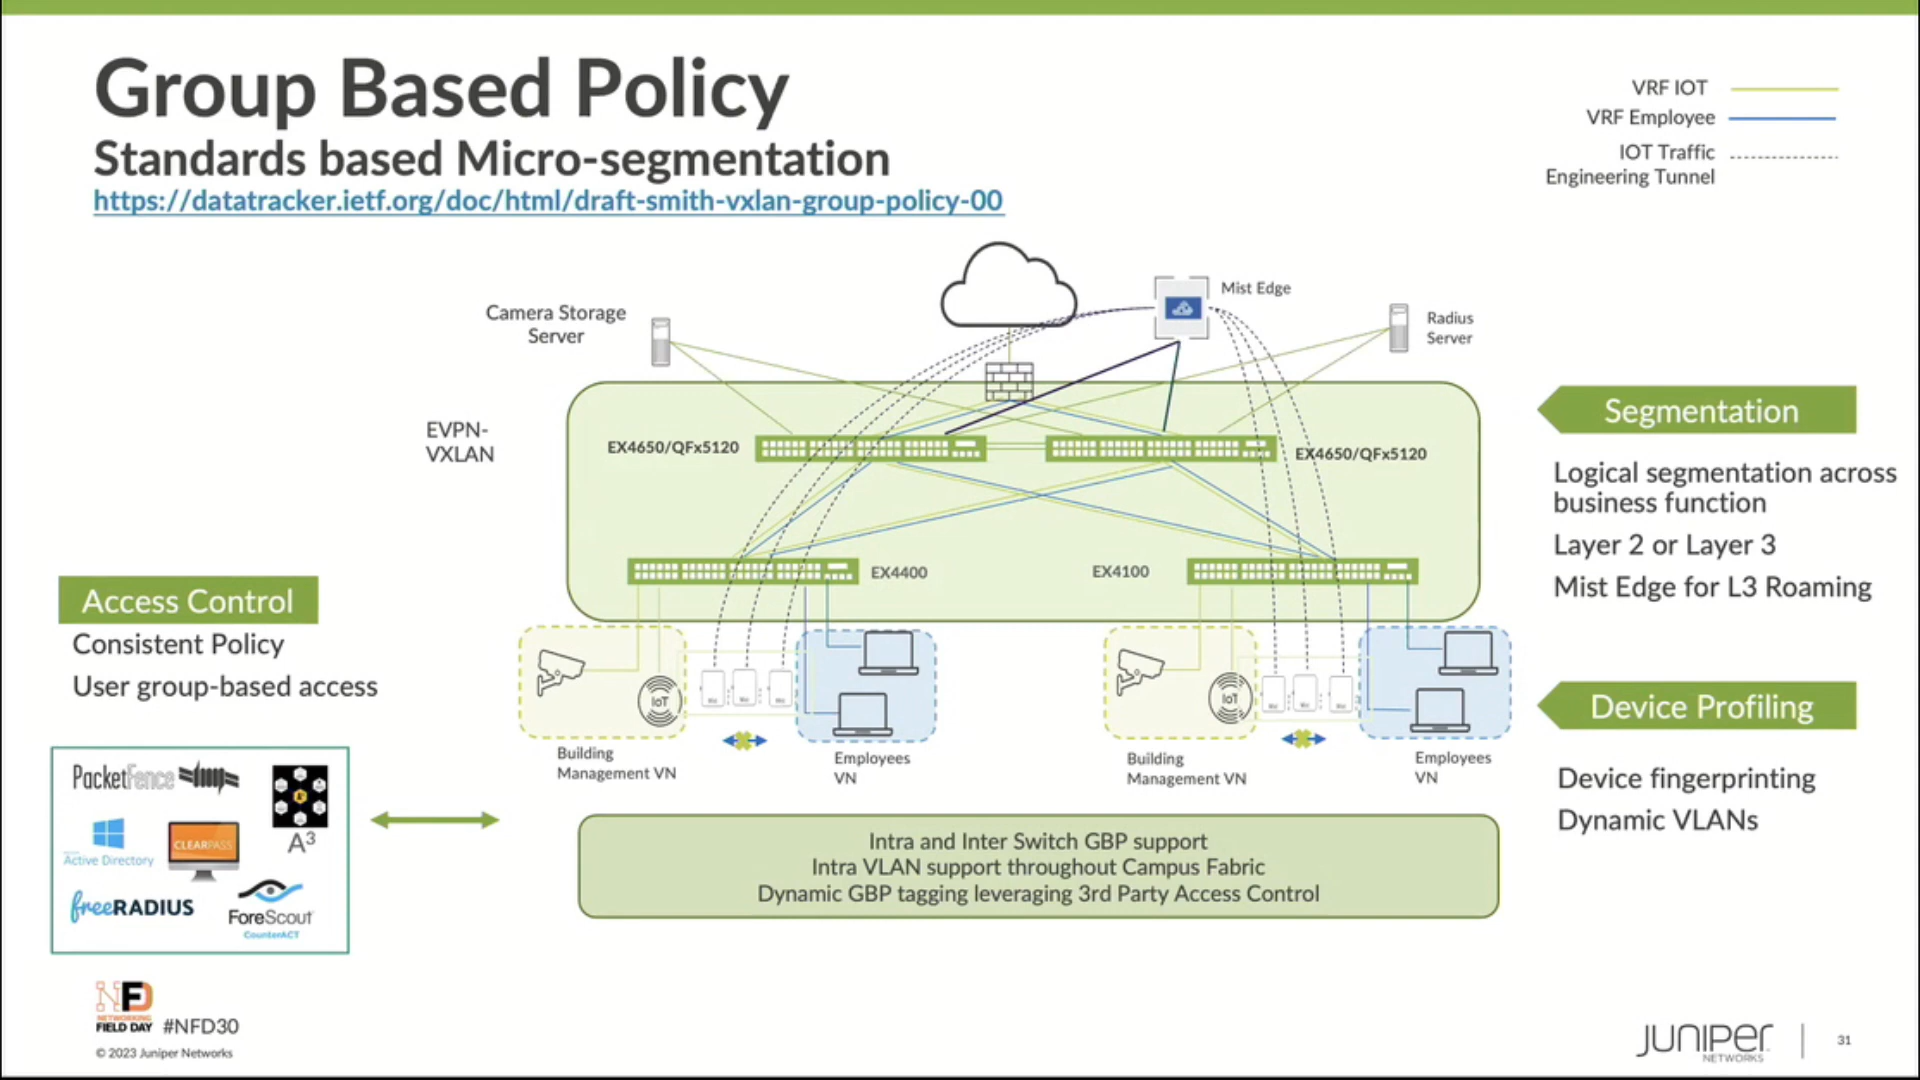 Group Based Policy
Standards based Micro-segmentation
https://datatracker.ietf.org/doc/html/draft-smith-vxlan-group-policy-00
VRF IOT
VRF Employee
IOT Traffic
Engineering Tunnel
Camera Storage
Server
Mist Edge
Radius
Server
EVPN-
VXLAN
EX4650/QFx5120
EX4650/QFx5120
EX4400
EX4100
Segmentation
Logical segmentation across
business function
Layer 2 or Layer 3
Mist Edge for L3 Roaming
Access Control
Consistent Policy
User group-based access
IoT
IoT
Building
Management VN
Employees
VN
Building
Management VN
Employees
VN
Device Profiling
Device fingerprinting
Dynamic VLANs
PacketFence
A3
Active Directory
CLEARPASS
freeRADIUS
ForeScout
CounterACT
Intra and Inter Switch GBP support
Intra VLAN support throughout Campus Fabric
Dynamic GBP tagging leveraging 3rd Party Access Control
NFD
NETWORKING
FIELD DAY
#NFD30
© 2023 Juniper Networks
JUNIPER
NETWORKS
31